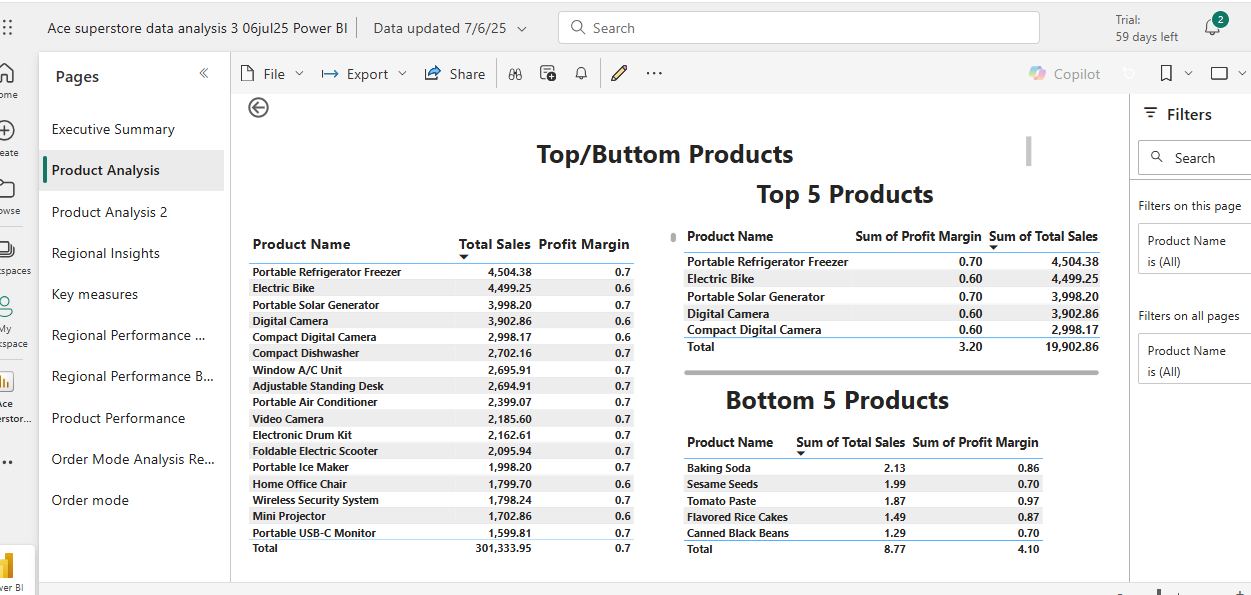 Ace superstore data analysis 3 06jul25 Power BI
Data updated 7/6/25
Search
Trial:
59 days left
2
ome
eate
owse
spaces
My
kspace
Ace
erstor...
wer BI
Pages
Executive Summary
Product Analysis
Product Analysis 2
Regional Insights
Key measures
Regional Performance ...
Regional Performance B...
Product Performance
Order Mode Analysis Re...
Order mode
File
Export
Share
Copilot
Top/Buttom Products
Product Name Total Sales Profit Margin
Portable Refrigerator Freezer 4,504.38 0.7
Electric Bike 4,499.25 0.6
Portable Solar Generator 3,998.20 0.7
Digital Camera 3,902.86 0.6
Compact Digital Camera 2,998.17 0.6
Compact Dishwasher 2,702.16 0.7
Window A/C Unit 2,695.91 0.7
Adjustable Standing Desk 2,694.91 0.7
Portable Air Conditioner 2,399.07 0.7
Video Camera 2,185.60 0.7
Electronic Drum Kit 2,162.61 0.7
Foldable Electric Scooter 2,095.94 0.7
Portable Ice Maker 1,998.20 0.7
Home Office Chair 1,799.70 0.6
Wireless Security System 1,798.24 0.7
Mini Projector 1,702.86 0.6
Portable USB-C Monitor 1,599.81 0.7
Total 301,333.95 0.7
Top 5 Products
Product Name Sum of Profit Margin Sum of Total Sales
Portable Refrigerator Freezer 0.70 4,504.38
Electric Bike 0.60 4,499.25
Portable Solar Generator 0.70 3,998.20
Digital Camera 0.60 3,902.86
Compact Digital Camera 0.60 2,998.17
Total 3.20 19,902.86
Bottom 5 Products
Product Name Sum of Total Sales Sum of Profit Margin
Baking Soda 2.13 0.86
Sesame Seeds 1.99 0.70
Tomato Paste 1.87 0.97
Flavored Rice Cakes 1.49 0.87
Canned Black Beans 1.29 0.70
Total 8.77 4.10
Filters
Search
Filters on this page
Product Name
is (All)
Filters on all pages
Product Name
is (All)